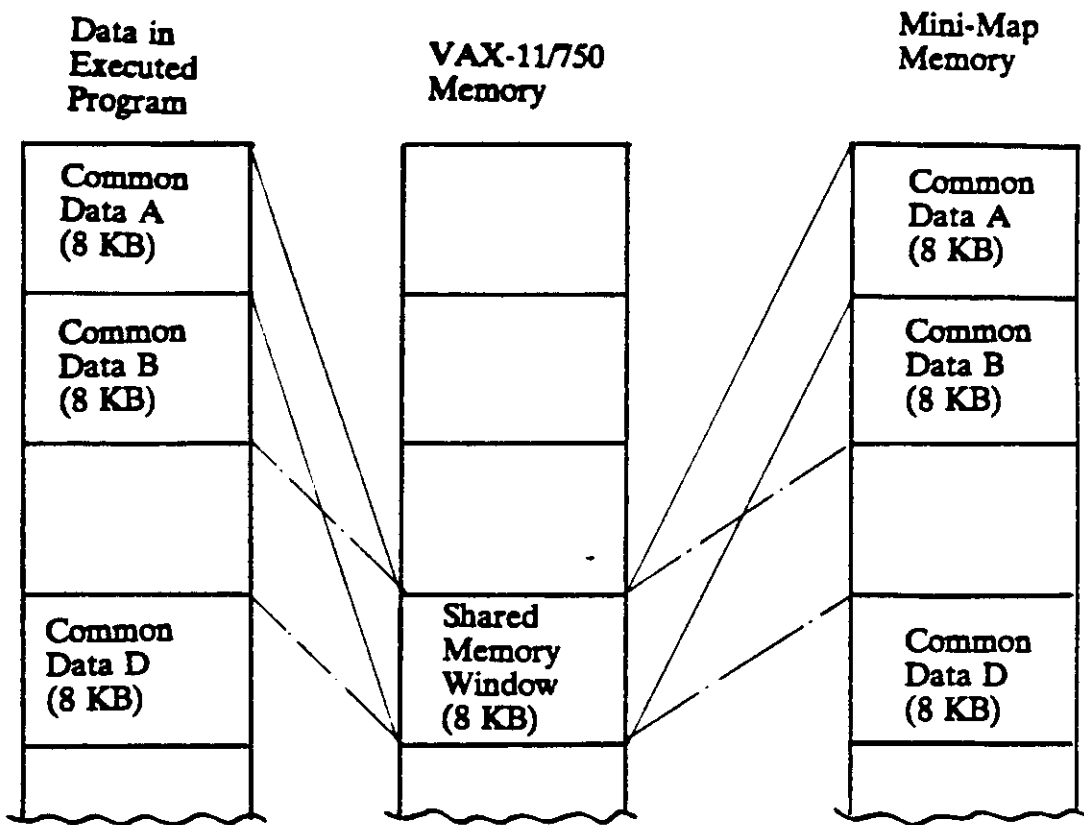 Data in
Executed
Program
VAX-11/750
Memory
Mini-Map
Memory
Common
Data A
(8 KB)
Common
Data B
(8 KB)
Common
Data D
(8 KB)
Shared
Memory
Window
(8 KB)
Common
Data A
(8 KB)
Common
Data B
(8 KB)
Common
Data D
(8 KB)